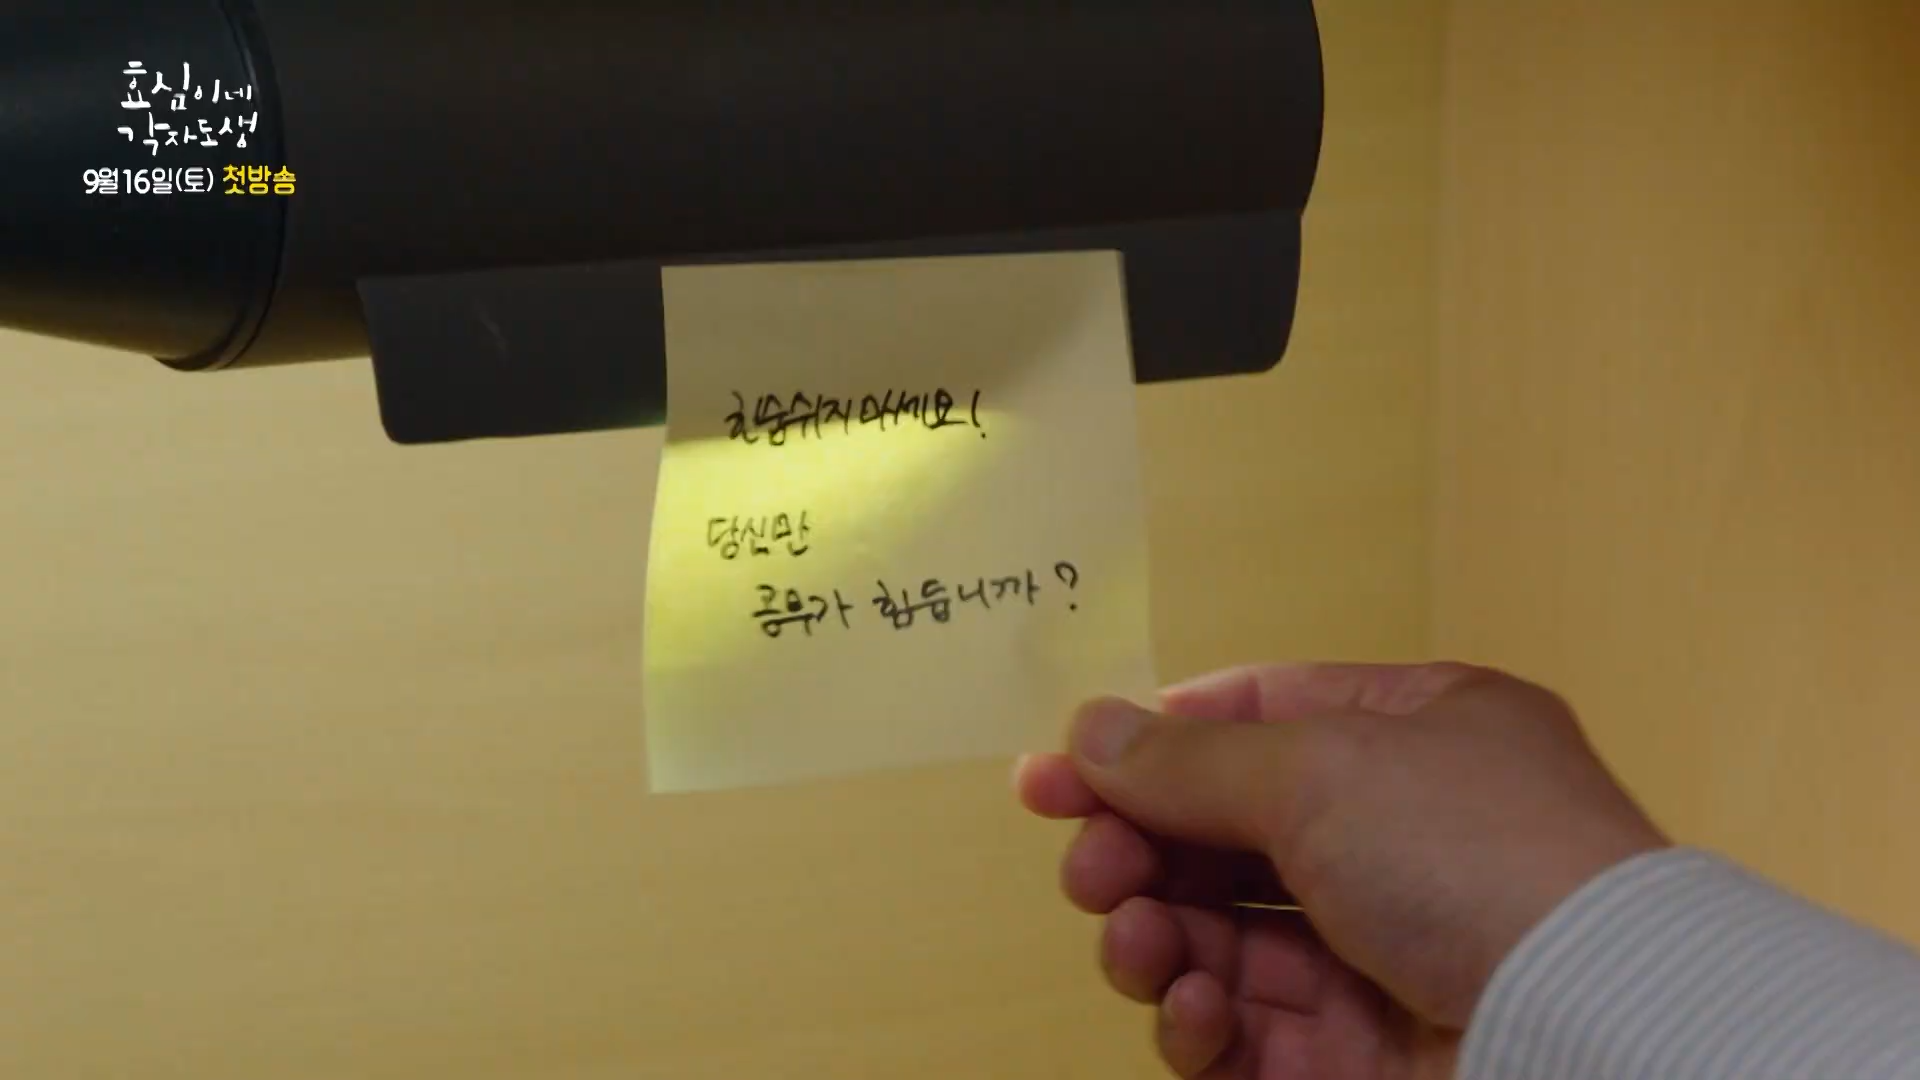 효심이네
각자도생
9월16일(토) 첫방송
한숨쉬지 마세요!
당신만
공부가 힘듭니까?